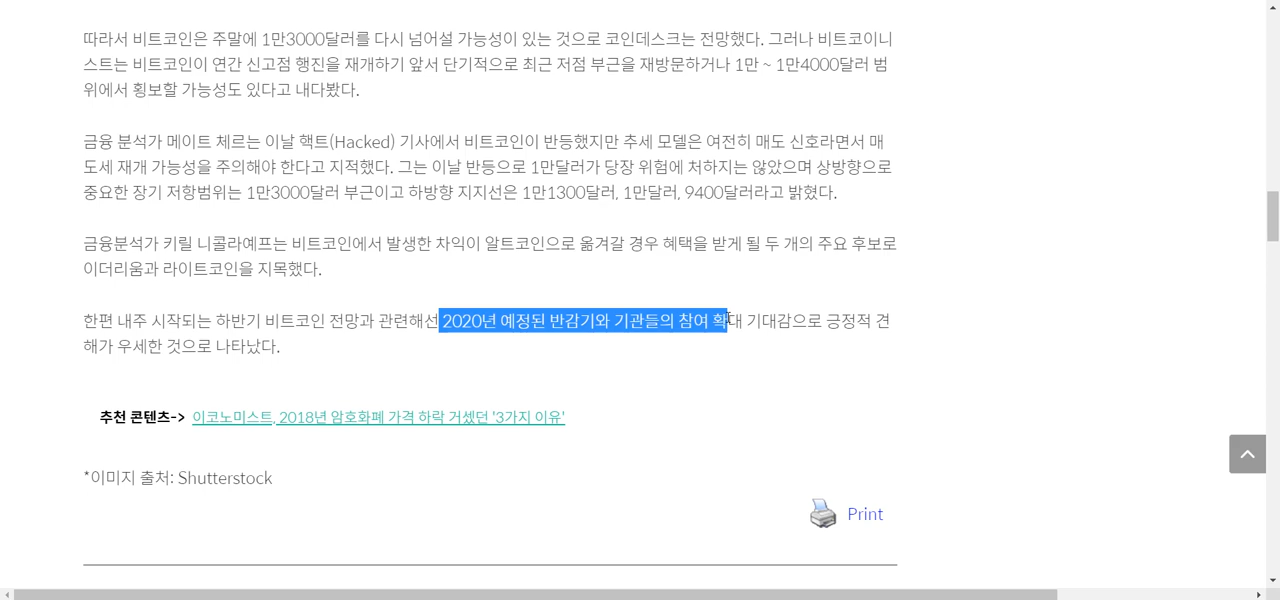 따라서 비트코인은 주말에 1만3000달러를 다시 넘어설 가능성이 있는 것으로 코인데스크는 전망했다. 그러나 비트코이니
스트는 비트코인이 연간 신고점 행진을 재개하기 앞서 단기적으로 최근 저점 부근을 재방문하거나 1만 ~ 1만4000달러 범
위에서 횡보할 가능성도 있다고 내다봤다.
금융 분석가 메이트 체르는 이날 핵트(Hacked) 기사에서 비트코인이 반등했지만 추세 모델은 여전히 매도 신호라면서 매
도세 재개 가능성을 주의해야 한다고 지적했다. 그는 이날 반등으로 1만달러가 당장 위험에 처하지는 않았으며 상방향으로
중요한 장기 저항범위는 1만3000달러 부근이고 하방향 지지선은 1만1300달러, 1만달러, 9400달러라고 밝혔다.
금융분석가 키릴 니콜라예프는 비트코인에서 발생한 차익이 알트코인으로 옮겨갈 경우 혜택을 받게 될 두 개의 주요 후보로
이더리움과 라이트코인을 지목했다.
한편 내주 시작되는 하반기 비트코인 전망과 관련해선 2020년 예정된 반감기와 기관들의 참여 확대 기대감으로 긍정적 견
해가 우세한 것으로 나타났다.
추천 콘텐츠-> 이코노미스트, 2018년 암호화폐 가격 하락 거셌던 '3가지 이유'
*이미지 출처: Shutterstock
Print